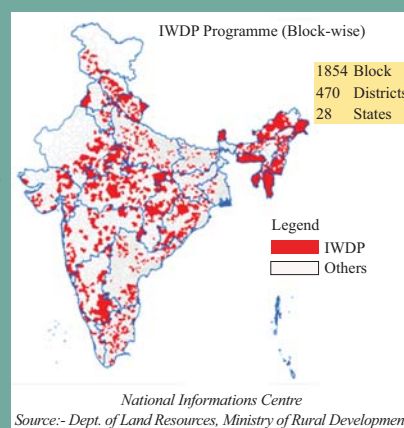 IWDP Programme (Block-wise)
1854 Block
470 Districts
28 States
Legend
IWDP
Others
National Informations Centre
Source:- Dept. of Land Resources, Ministry of Rural Development